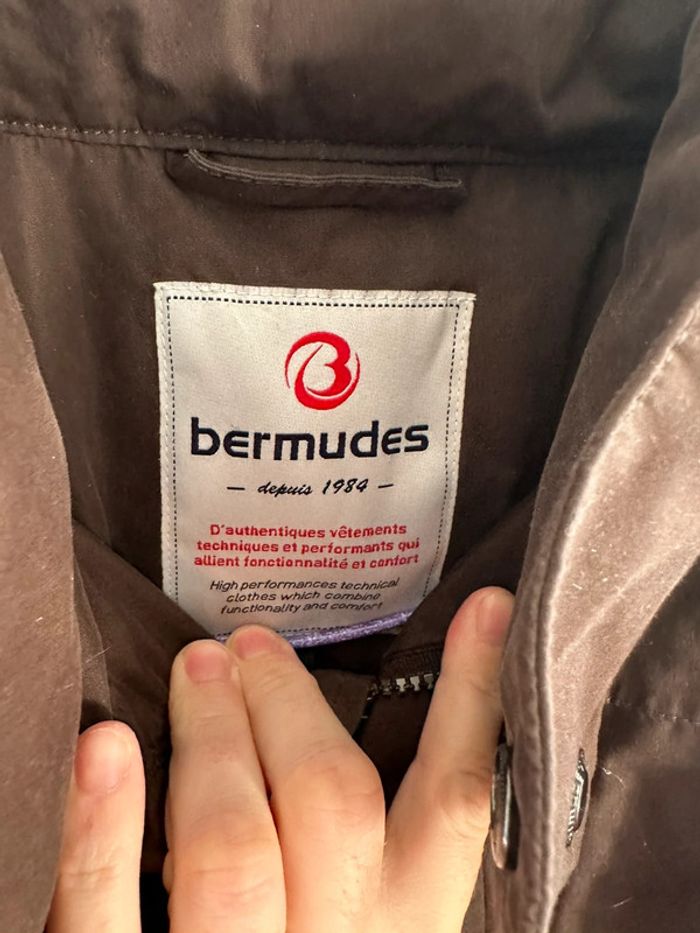 B
bermudes
— depuis 1984 —
D'authentiques vêtements
techniques et performants qui
allient fonctionnalité et confort
High performances technical
clothes which combine
functionality and comfort